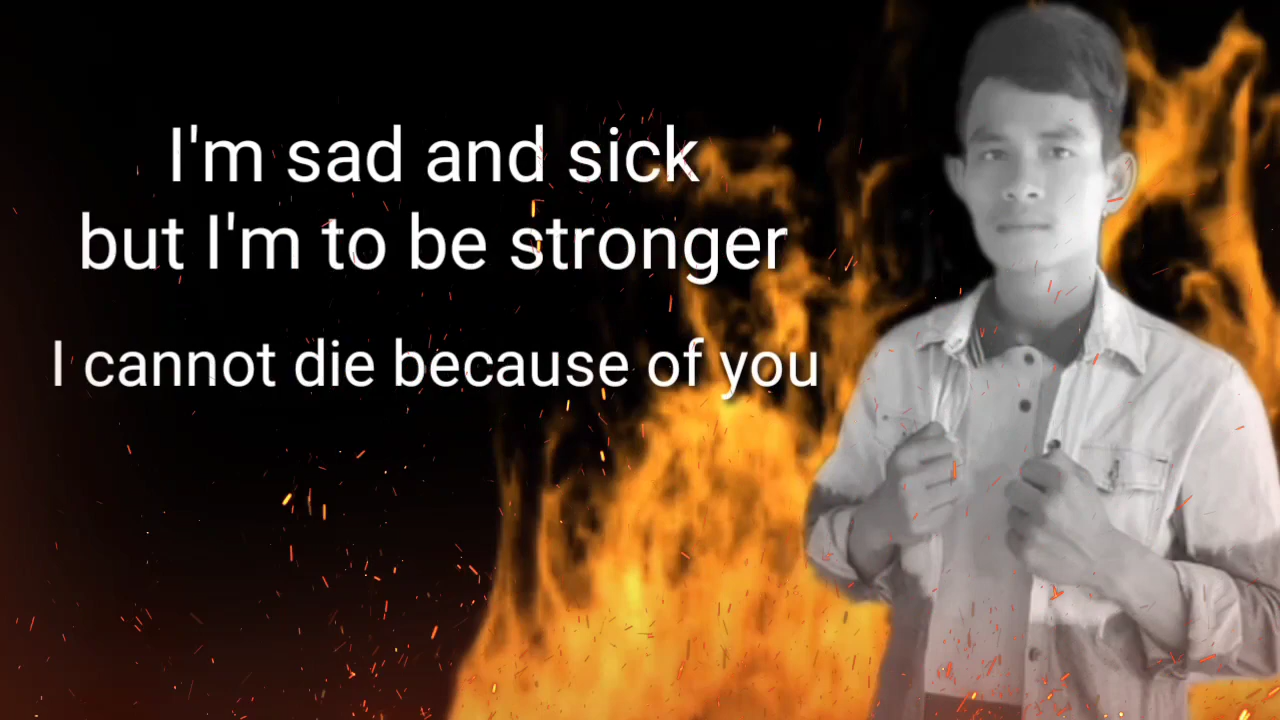 I'm sad and sick
but I'm to be stronger
I cannot die because of you